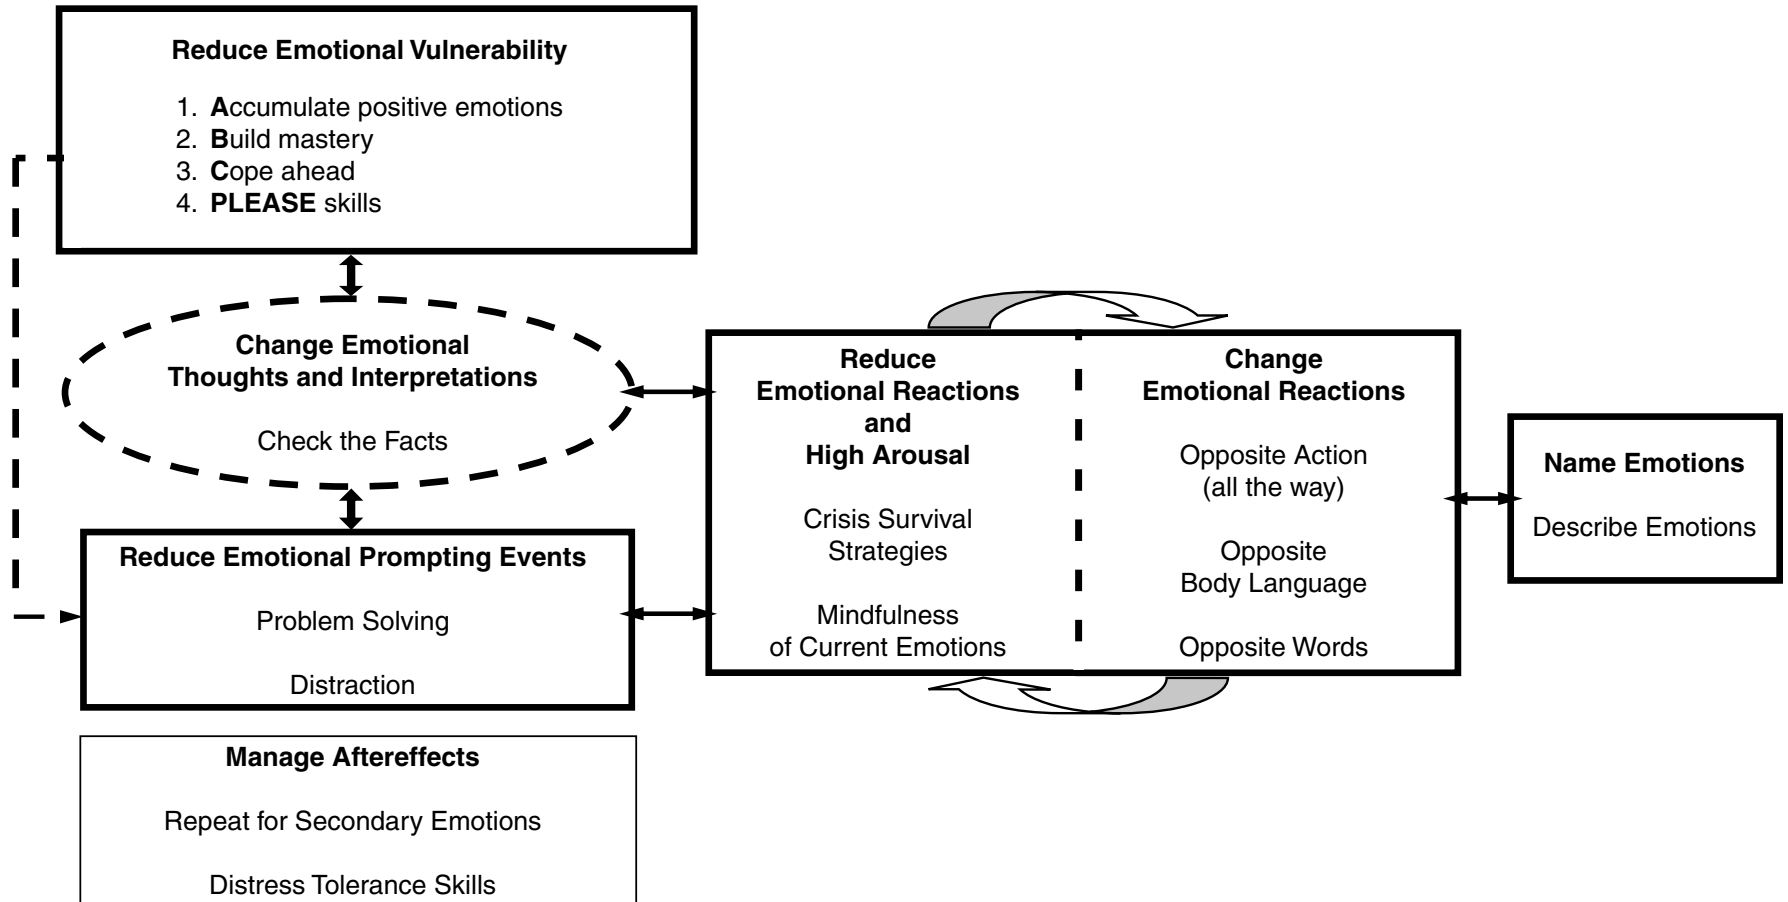 Reduce Emotional Vulnerability
1. Accumulate positive emotions
2. Build mastery
3. Cope ahead
4. PLEASE skills
Change Emotional
Thoughts and Interpretations
Check the Facts
Reduce Emotional Prompting Events
Problem Solving
Distraction
Manage Aftereffects
Repeat for Secondary Emotions
Distress Tolerance Skills
Reduce
Emotional Reactions
and
High Arousal
Crisis Survival
Strategies
Mindfulness
of Current Emotions
Change
Emotional Reactions
Opposite Action
(all the way)
Opposite
Body Language
Opposite Words
Name Emotions
Describe Emotions